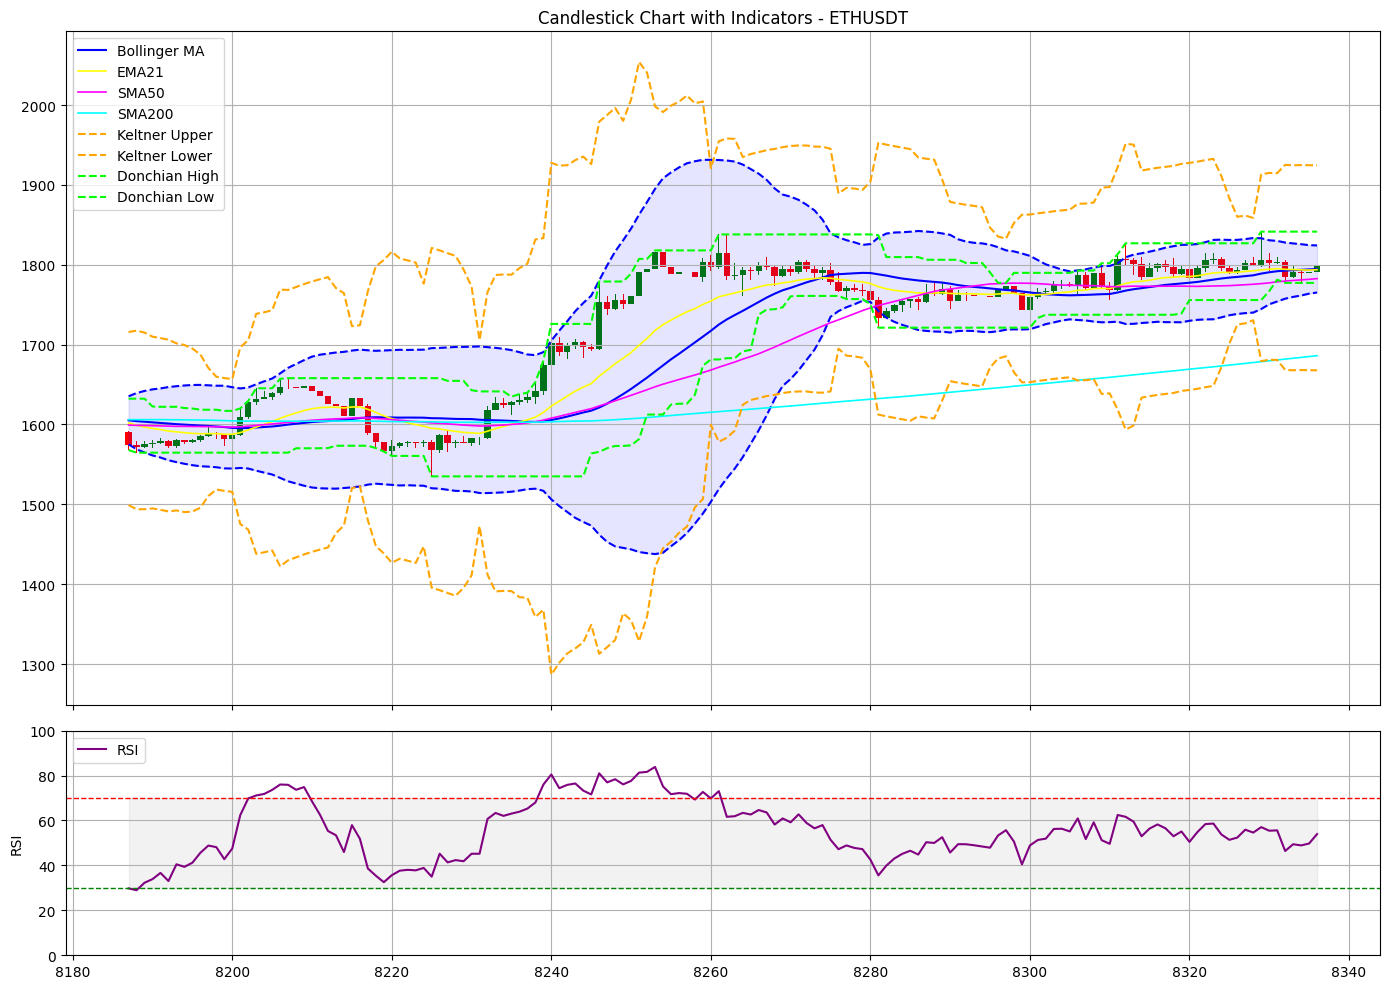 Candlestick Chart with Indicators - ETHUSDT
Bollinger MA
EMA21
SMA50
SMA200
Keltner Upper
Keltner Lower
Donchian High
Donchian Low
2000
1900
1800
1700
1600
1500
1400
1300
RSI
100
80
60
40
20
0
RSI
8180
8200
8220
8240
8260
8280
8300
8320
8340